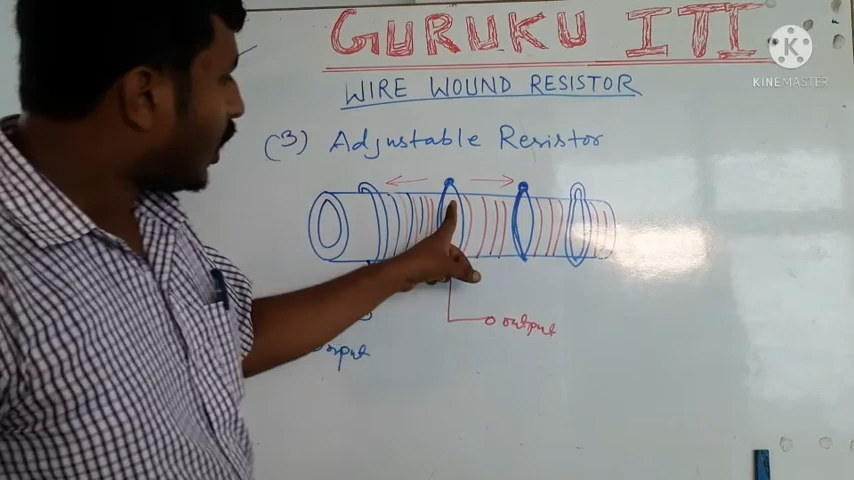 GURUKU ITI
KINEMASTER
WIRE WOUND RESISTOR
(3) Adjustable Resistor
output